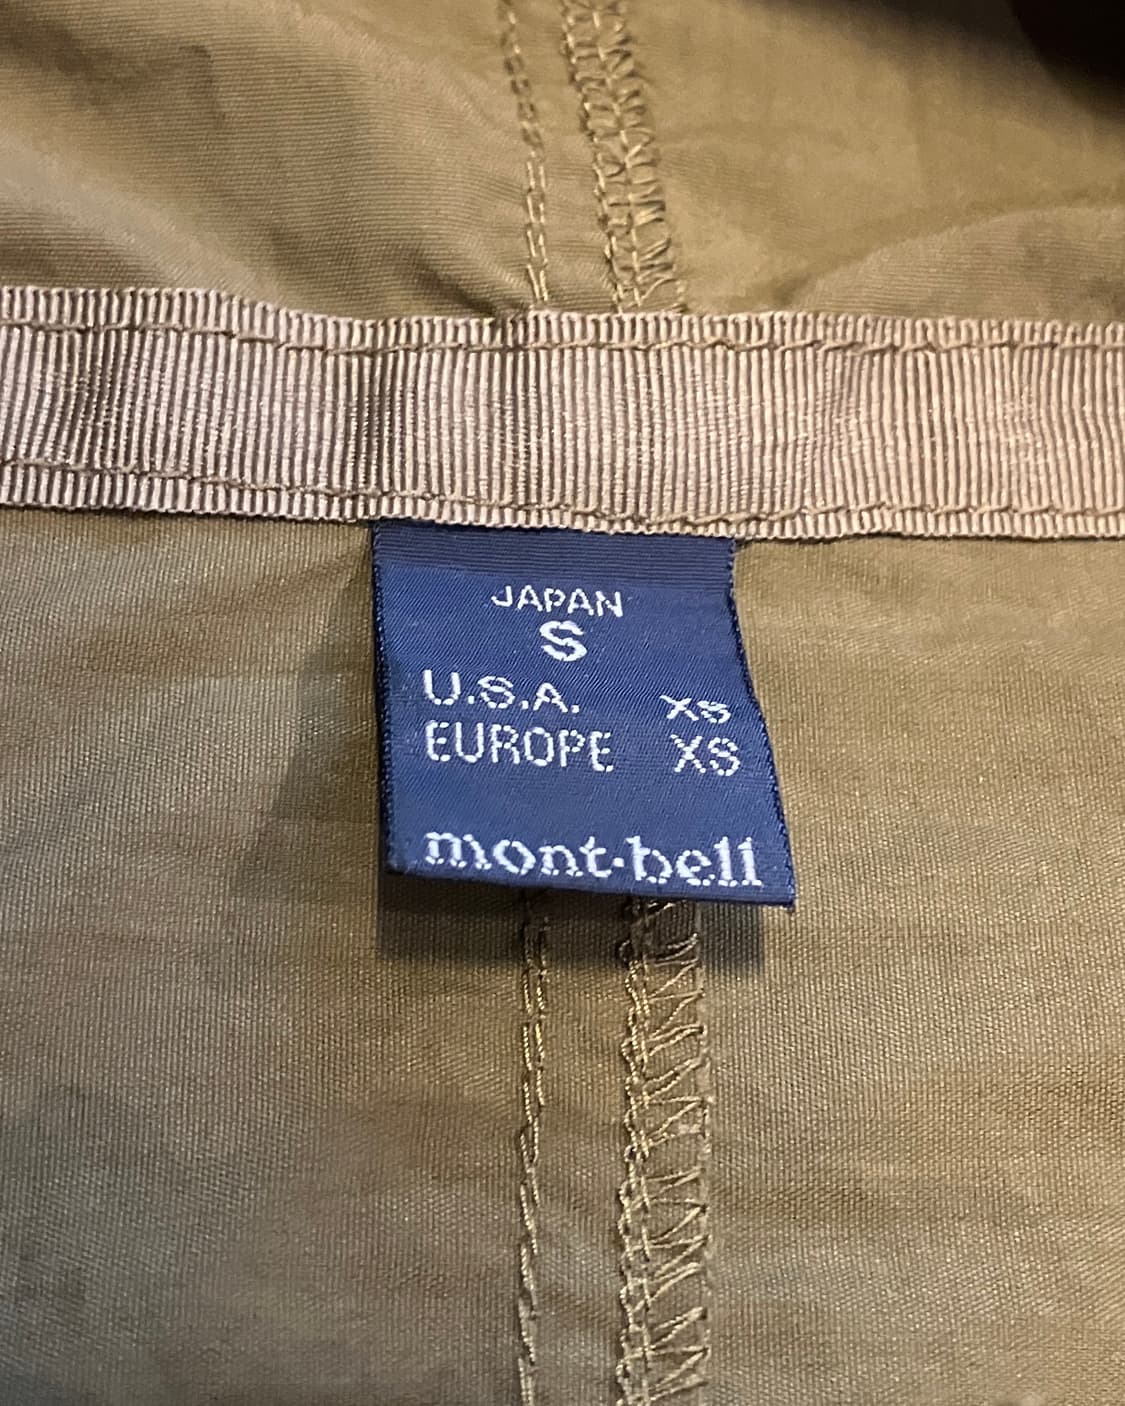 JAPAN
S
U.S.A. XS
EUROPE XS
mont-bell